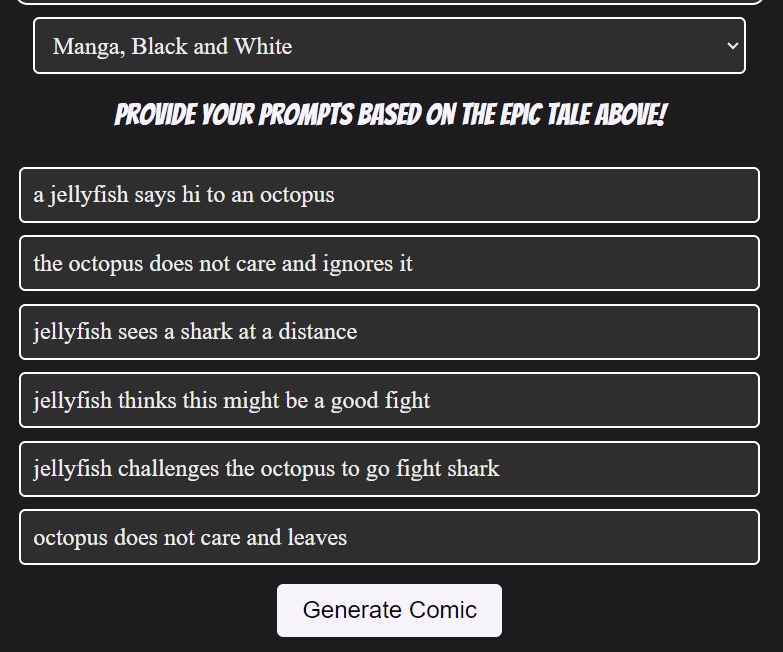 Manga, Black and White
PROVIDE YOUR PROMPTS BASED ON THE EPIC TALE ABOVE!
a jellyfish says hi to an octopus
the octopus does not care and ignores it
jellyfish sees a shark at a distance
jellyfish thinks this might be a good fight
jellyfish challenges the octopus to go fight shark
octopus does not care and leaves
Generate Comic